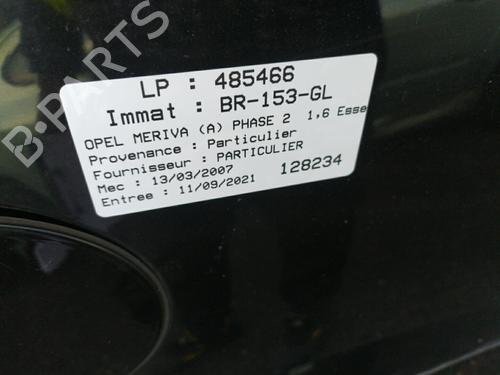 B-PARTS
LP : 485466
Immat : BR-153-GL
OPEL MERIVA (A) PHASE 2 1,6 Esse
Provenance : Particulier
Fournisseur : PARTICULIER
Mec : 13/03/2007 128234
Entree : 11/09/2021